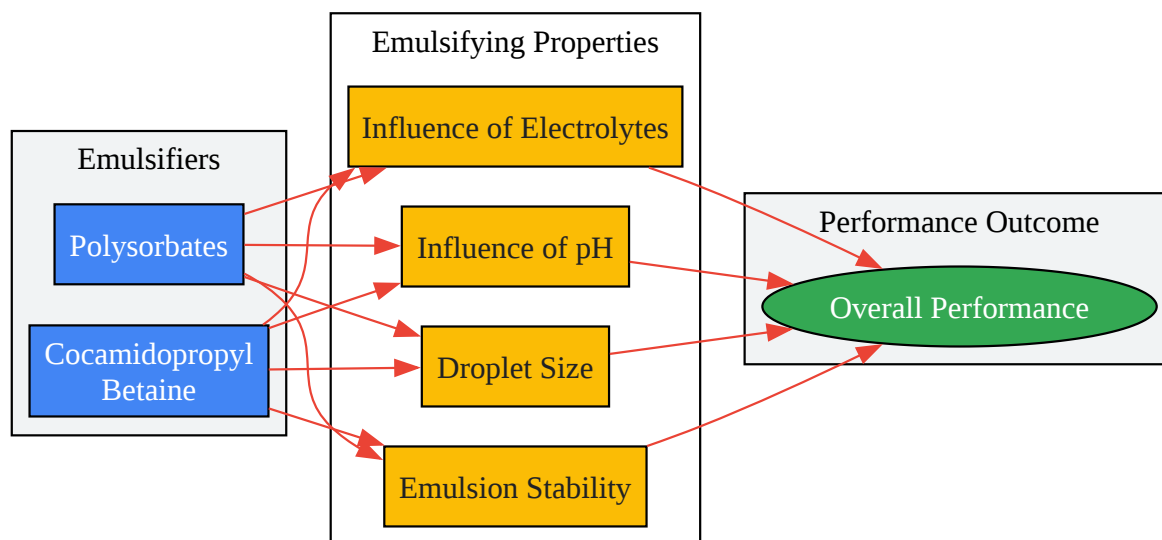 Emulsifiers
Polysorbates
Cocamidopropyl
Betaine
Emulsifying Properties
Influence of Electrolytes
Influence of pH
Droplet Size
Emulsion Stability
Performance Outcome
Overall Performance